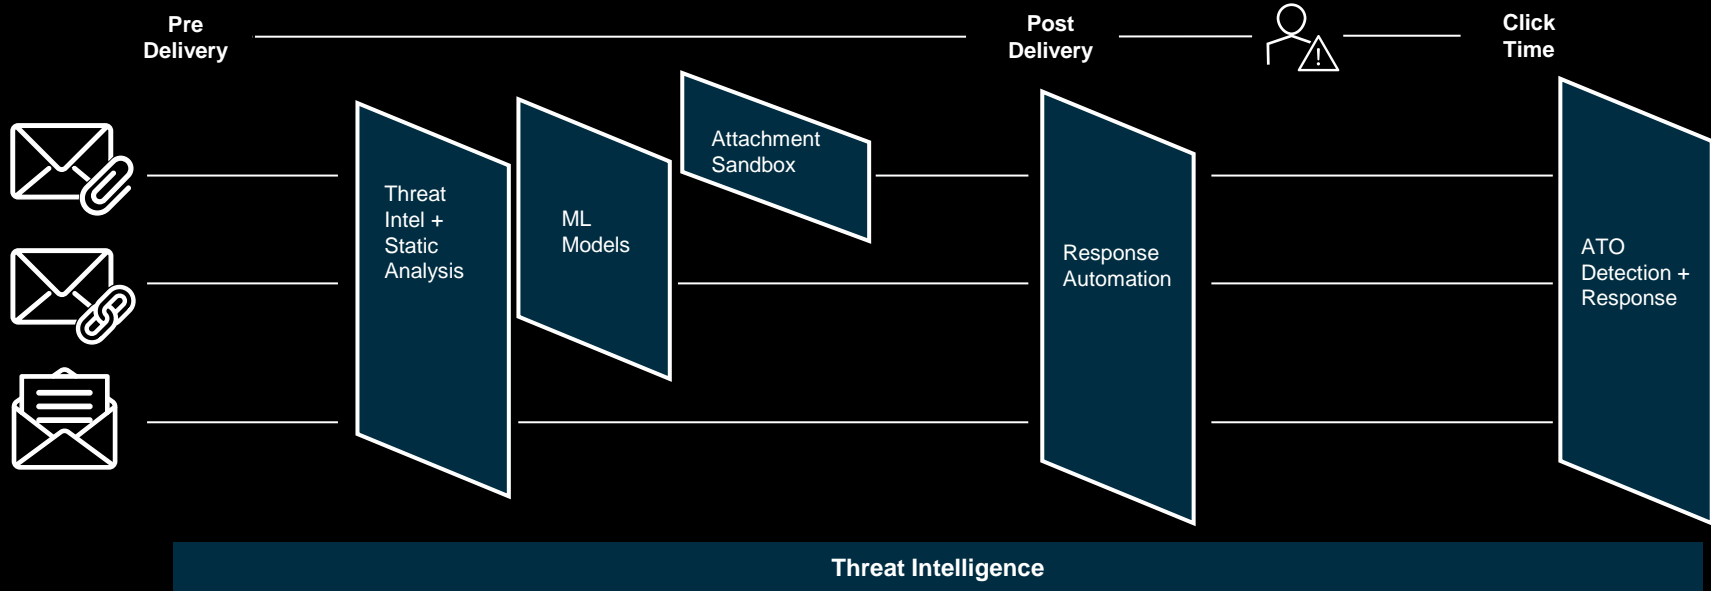 Pre
Delivery
Post
Delivery
Click
Time
Threat
Intel +
Static
Analysis
ML
Models
Attachment
Sandbox
Response
Automation
ATO
Detection +
Response
Threat Intelligence